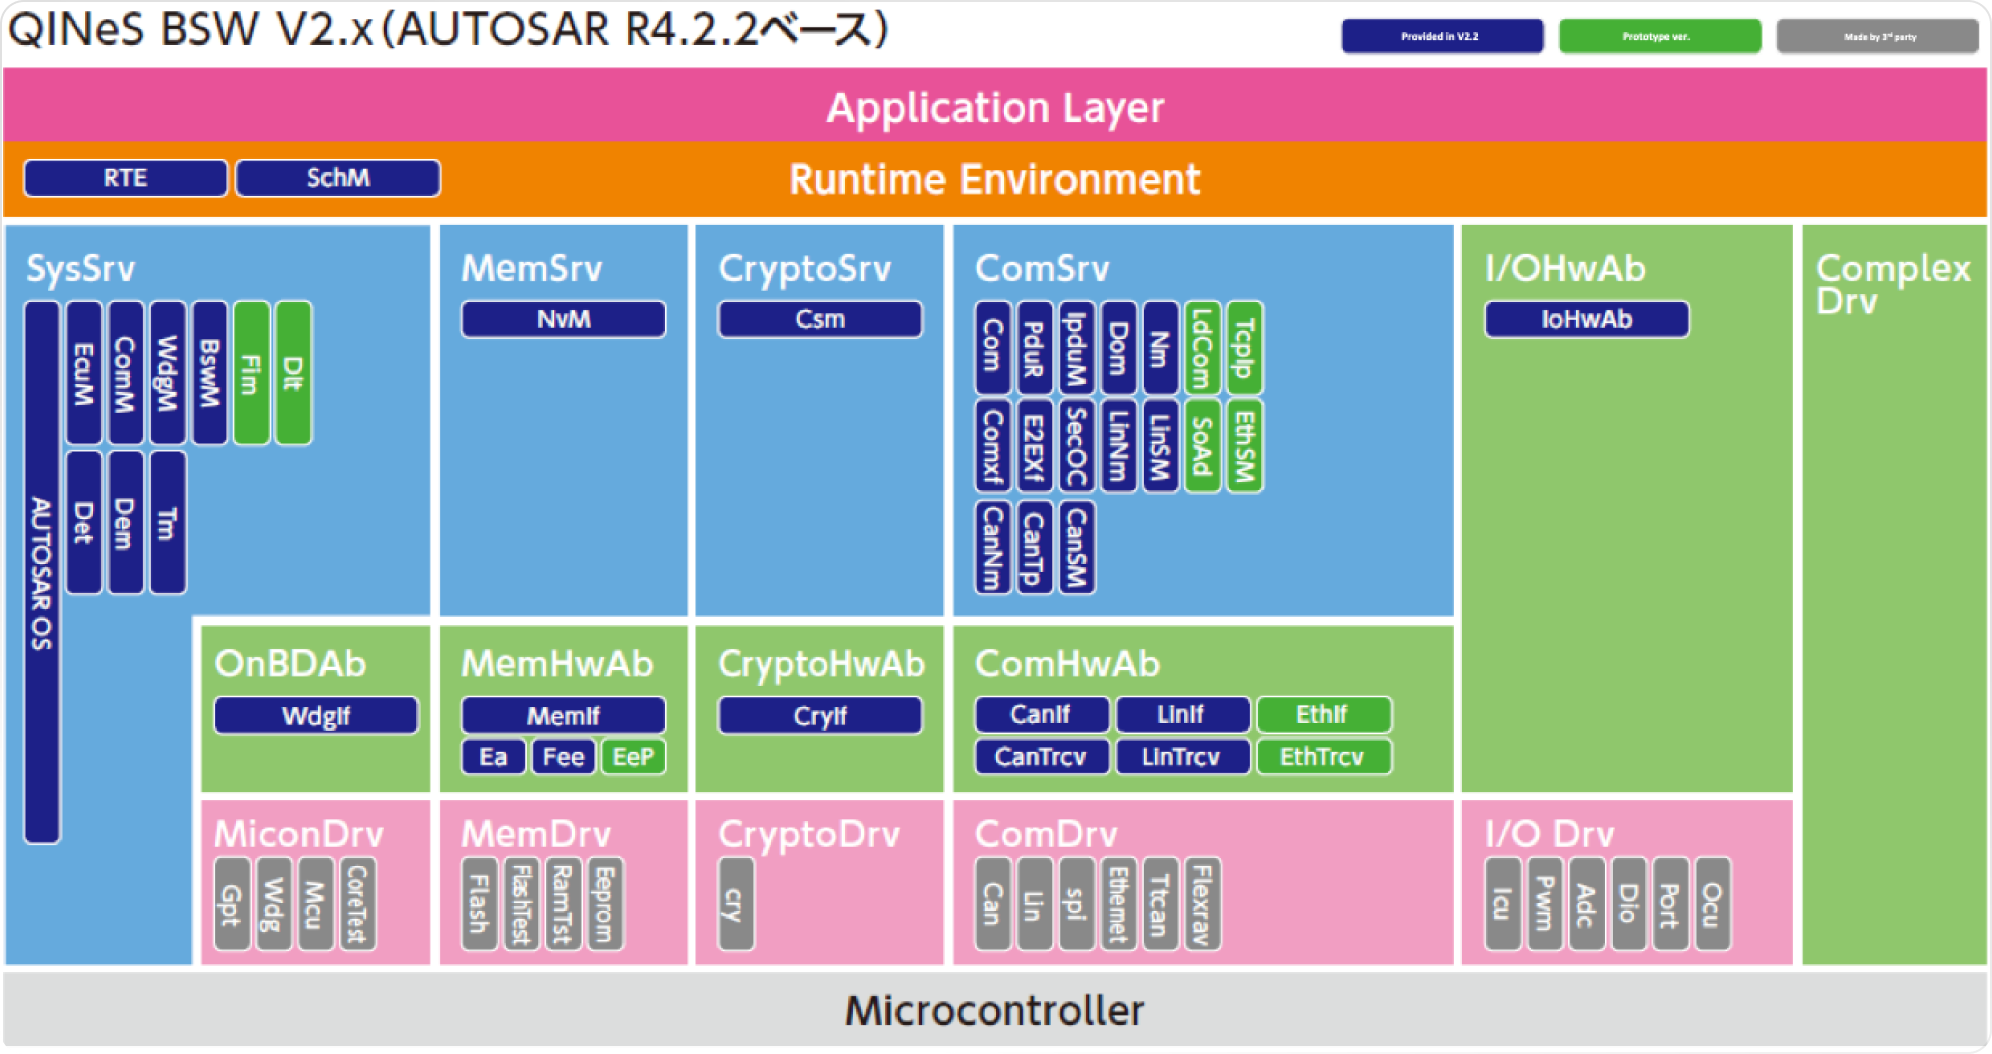 QINeS BSW V2.x(AUTOSAR R4.2.2ベース)
Provided in V2.2
Prototype ver.
Made by 3rd party
Application Layer
RTE
SchM
Runtime Environment
SysSrv
AUTOSAR OS
EcuM
ComM
WdgM
BswM
Fim
Dlt
Det
Dem
Tm
MemSrv
NvM
CryptoSrv
Csm
ComSrv
Com
PduR
IpduM
Dom
Nm
LdCom
TcpIp
Comxf
E2EXf
SecOC
LinNm
LinSM
SoAd
EthSM
CanNm
CanTp
CanSM
I/OHwAb
IoHwAb
Complex
Drv
OnBDAb
WdgIf
MemHwAb
MemIf
Ea
Fee
EeP
CryptoHwAb
CryIf
ComHwAb
CanIf
LinIf
EthIf
CanTrcv
LinTrcv
EthTrcv
MiconDrv
Gpt
Wdg
Mcu
CoreTest
MemDrv
Flash
FlashTest
RamTst
Eeprom
CryptoDrv
cry
ComDrv
Can
Lin
spi
Ethernet
Ttcan
Flexrav
I/O Drv
Icu
Pwm
Adc
Dio
Port
Ocu
Microcontroller